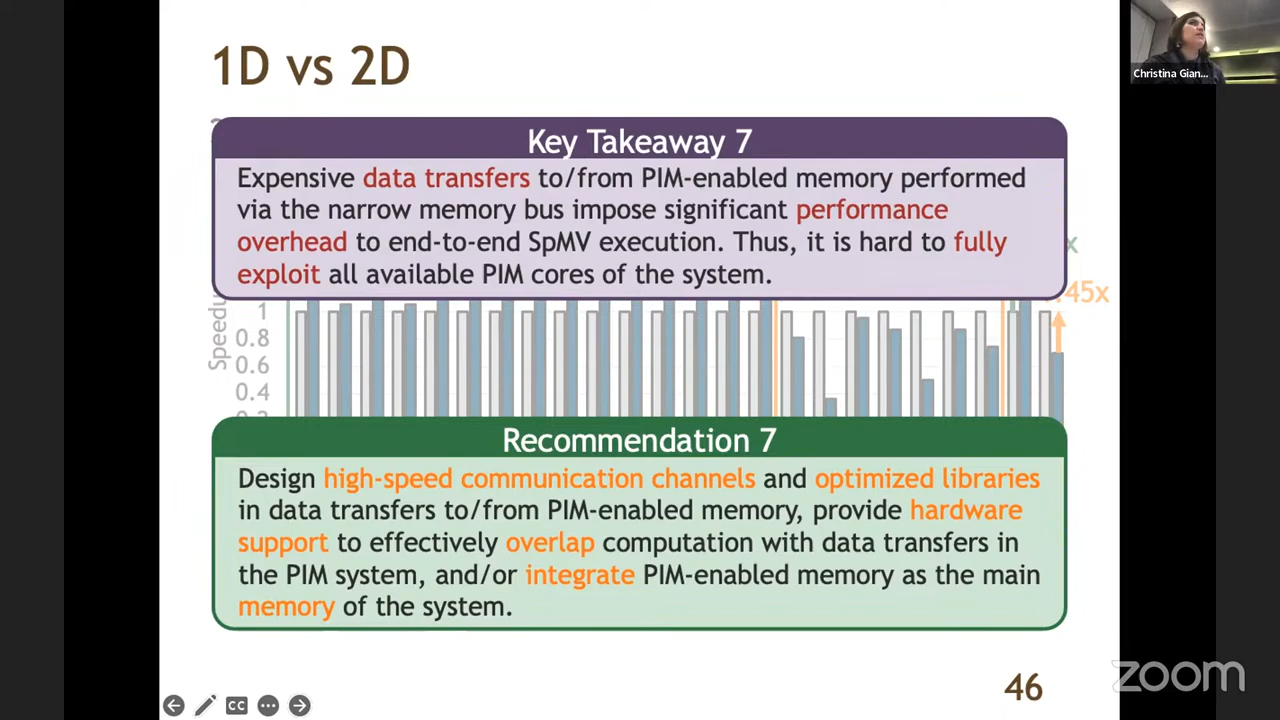 1D vs 2D
Christina Gian...
Key Takeaway 7
Expensive data transfers to/from PIM-enabled memory performed
via the narrow memory bus impose significant performance
overhead to end-to-end SpMV execution. Thus, it is hard to fully
exploit all available PIM cores of the system.
x
.45x
1
0.8
0.6
0.4
Recommendation 7
Design high-speed communication channels and optimized libraries
in data transfers to/from PIM-enabled memory, provide hardware
support to effectively overlap computation with data transfers in
the PIM system, and/or integrate PIM-enabled memory as the main
memory of the system.
CC
46
zoom